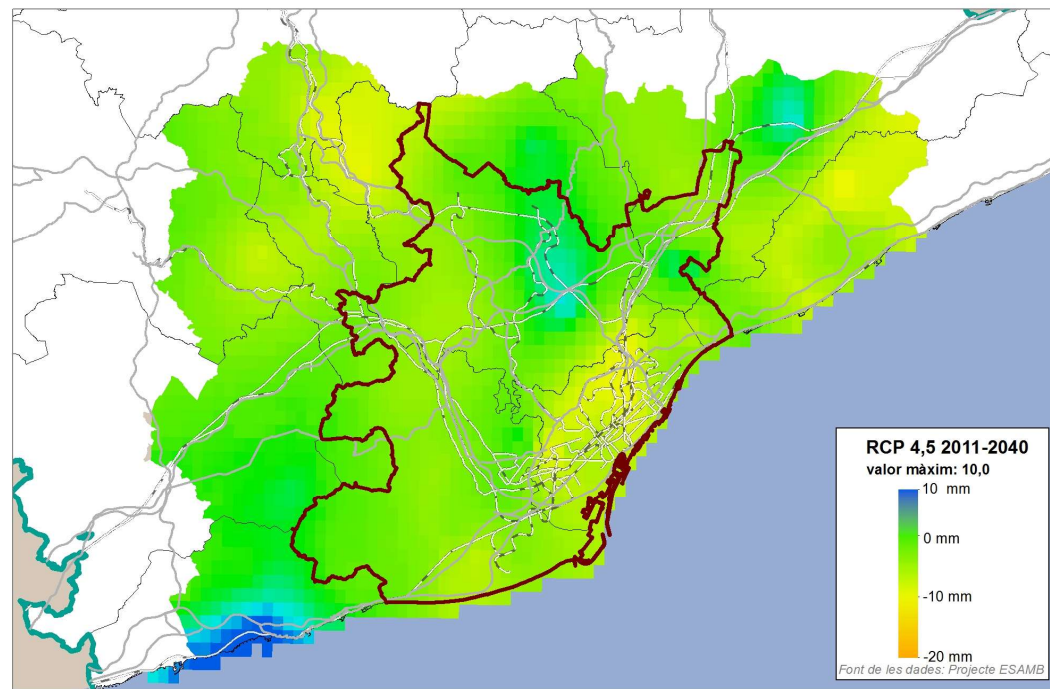 RCP 4,5 2011-2040
valor màxim: 10,0
10 mm
0 mm
-10 mm
-20 mm
Font de les dades: Projecte ESAMB